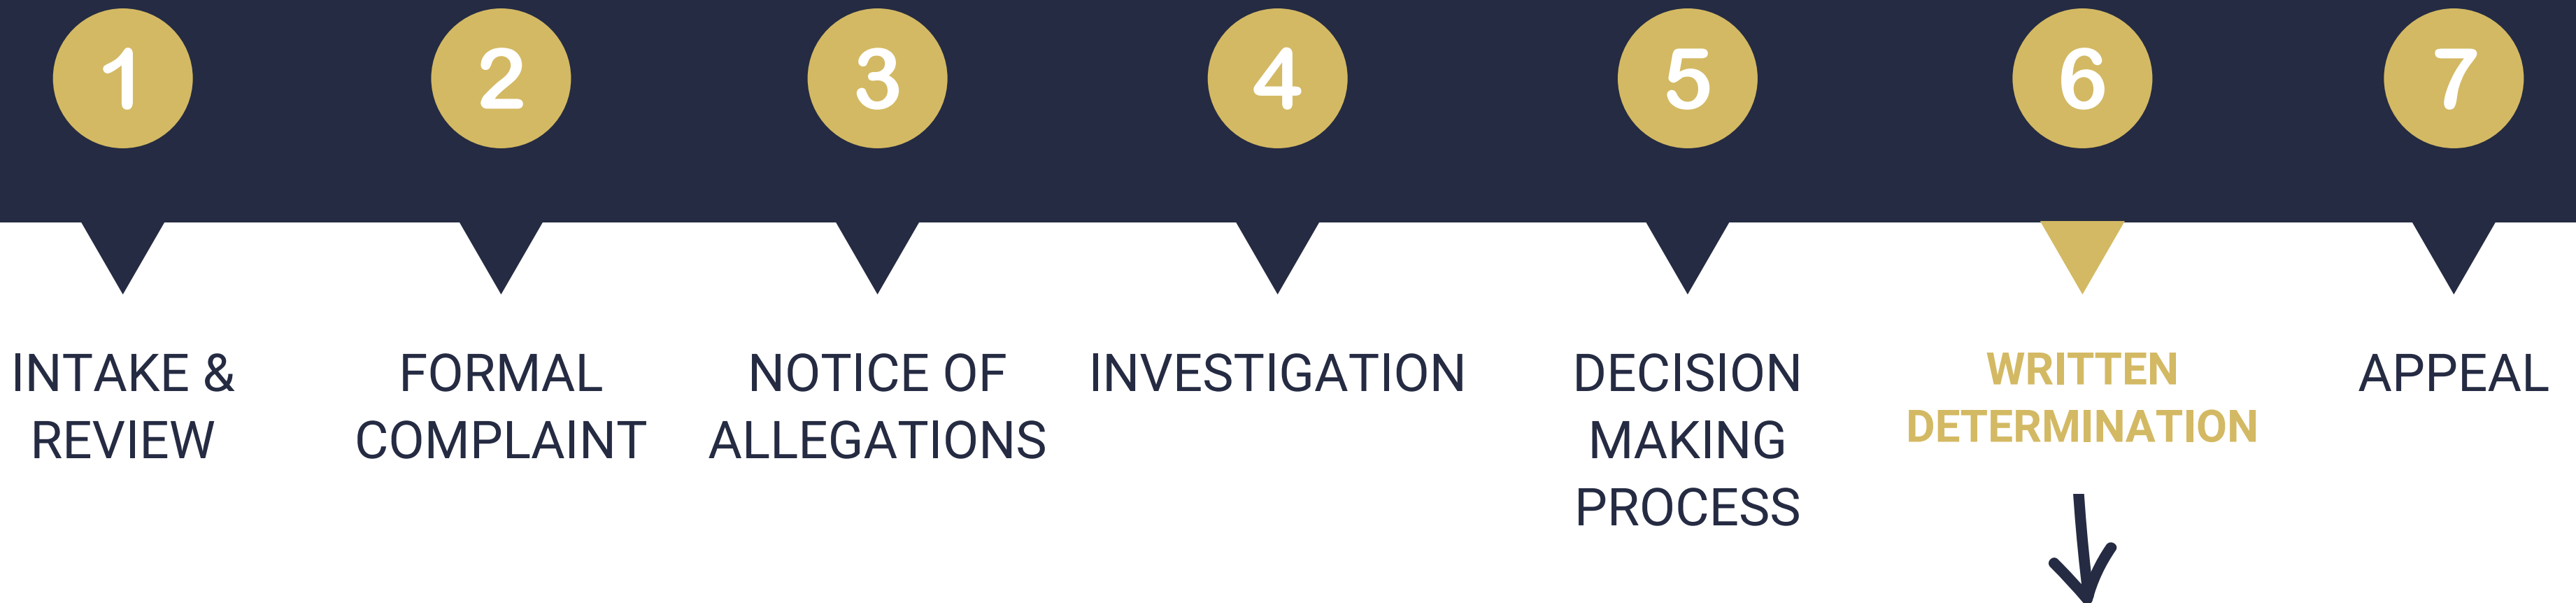 1
2
3
4
5
6
7
INTAKE &
REVIEW
FORMAL
COMPLAINT
NOTICE OF
ALLEGATIONS
INVESTIGATION
DECISION
MAKING
PROCESS
WRITTEN
DETERMINATION
APPEAL